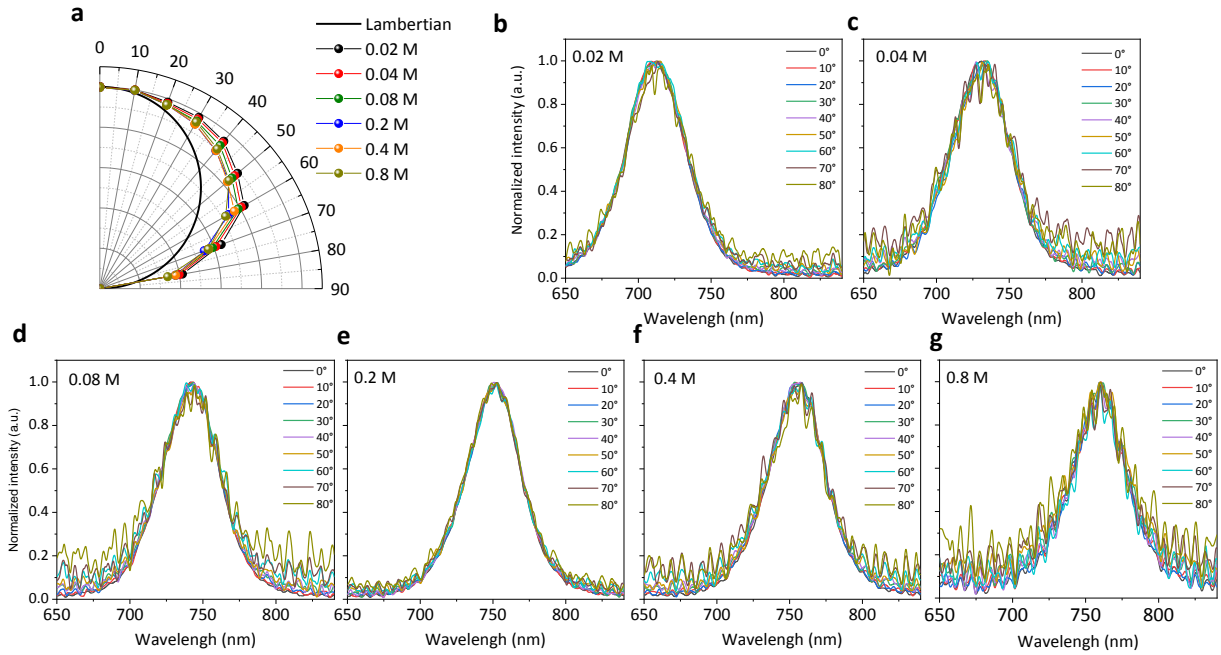 a
0 10 20 30 40 50 60 70 80 90
Lambertian
0.02 M
0.04 M
0.08 M
0.2 M
0.4 M
0.8 M
b
0.02 M
0°
10°
20°
30°
40°
50°
60°
70°
80°
1.0
0.8
0.6
0.4
0.2
0.0
Normalized intensity (a.u.)
650 700 750 800
Wavelengh (nm)
c
0.04 M
0°
10°
20°
30°
40°
50°
60°
70°
80°
650 700 750 800
Wavelengh (nm)
d
0.08 M
0°
10°
20°
30°
40°
50°
60°
70°
80°
1.0
0.8
0.6
0.4
0.2
0.0
Normalized intensity (a.u.)
650 700 750 800
Wavelengh (nm)
e
0.2 M
0°
10°
20°
30°
40°
50°
60°
70°
80°
650 700 750 800
Wavelengh (nm)
f
0.4 M
0°
10°
20°
30°
40°
50°
60°
70°
80°
650 700 750 800
Wavelengh (nm)
g
0.8 M
0°
10°
20°
30°
40°
50°
60°
70°
80°
650 700 750 800
Wavelengh (nm)